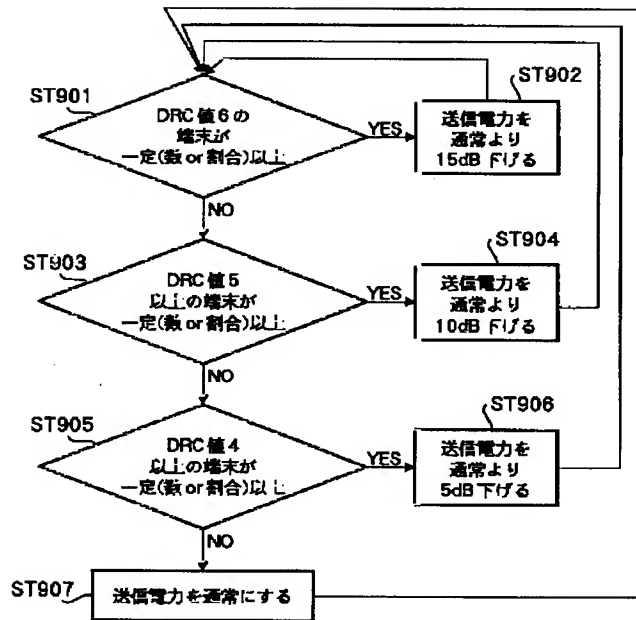 ST901
DRC値6の
端末が
一定(数or割合)以上
YES
ST902
送信電力を
通常より
15dB下げる
NO
ST903
DRC値5
以上の端末が
一定(数or割合)以上
YES
ST904
送信電力を
通常より
10dB下げる
NO
ST905
DRC値4
以上の端末が
一定(数or割合)以上
YES
ST906
送信電力を
通常より
5dB下げる
NO
ST907
送信電力を通常にする